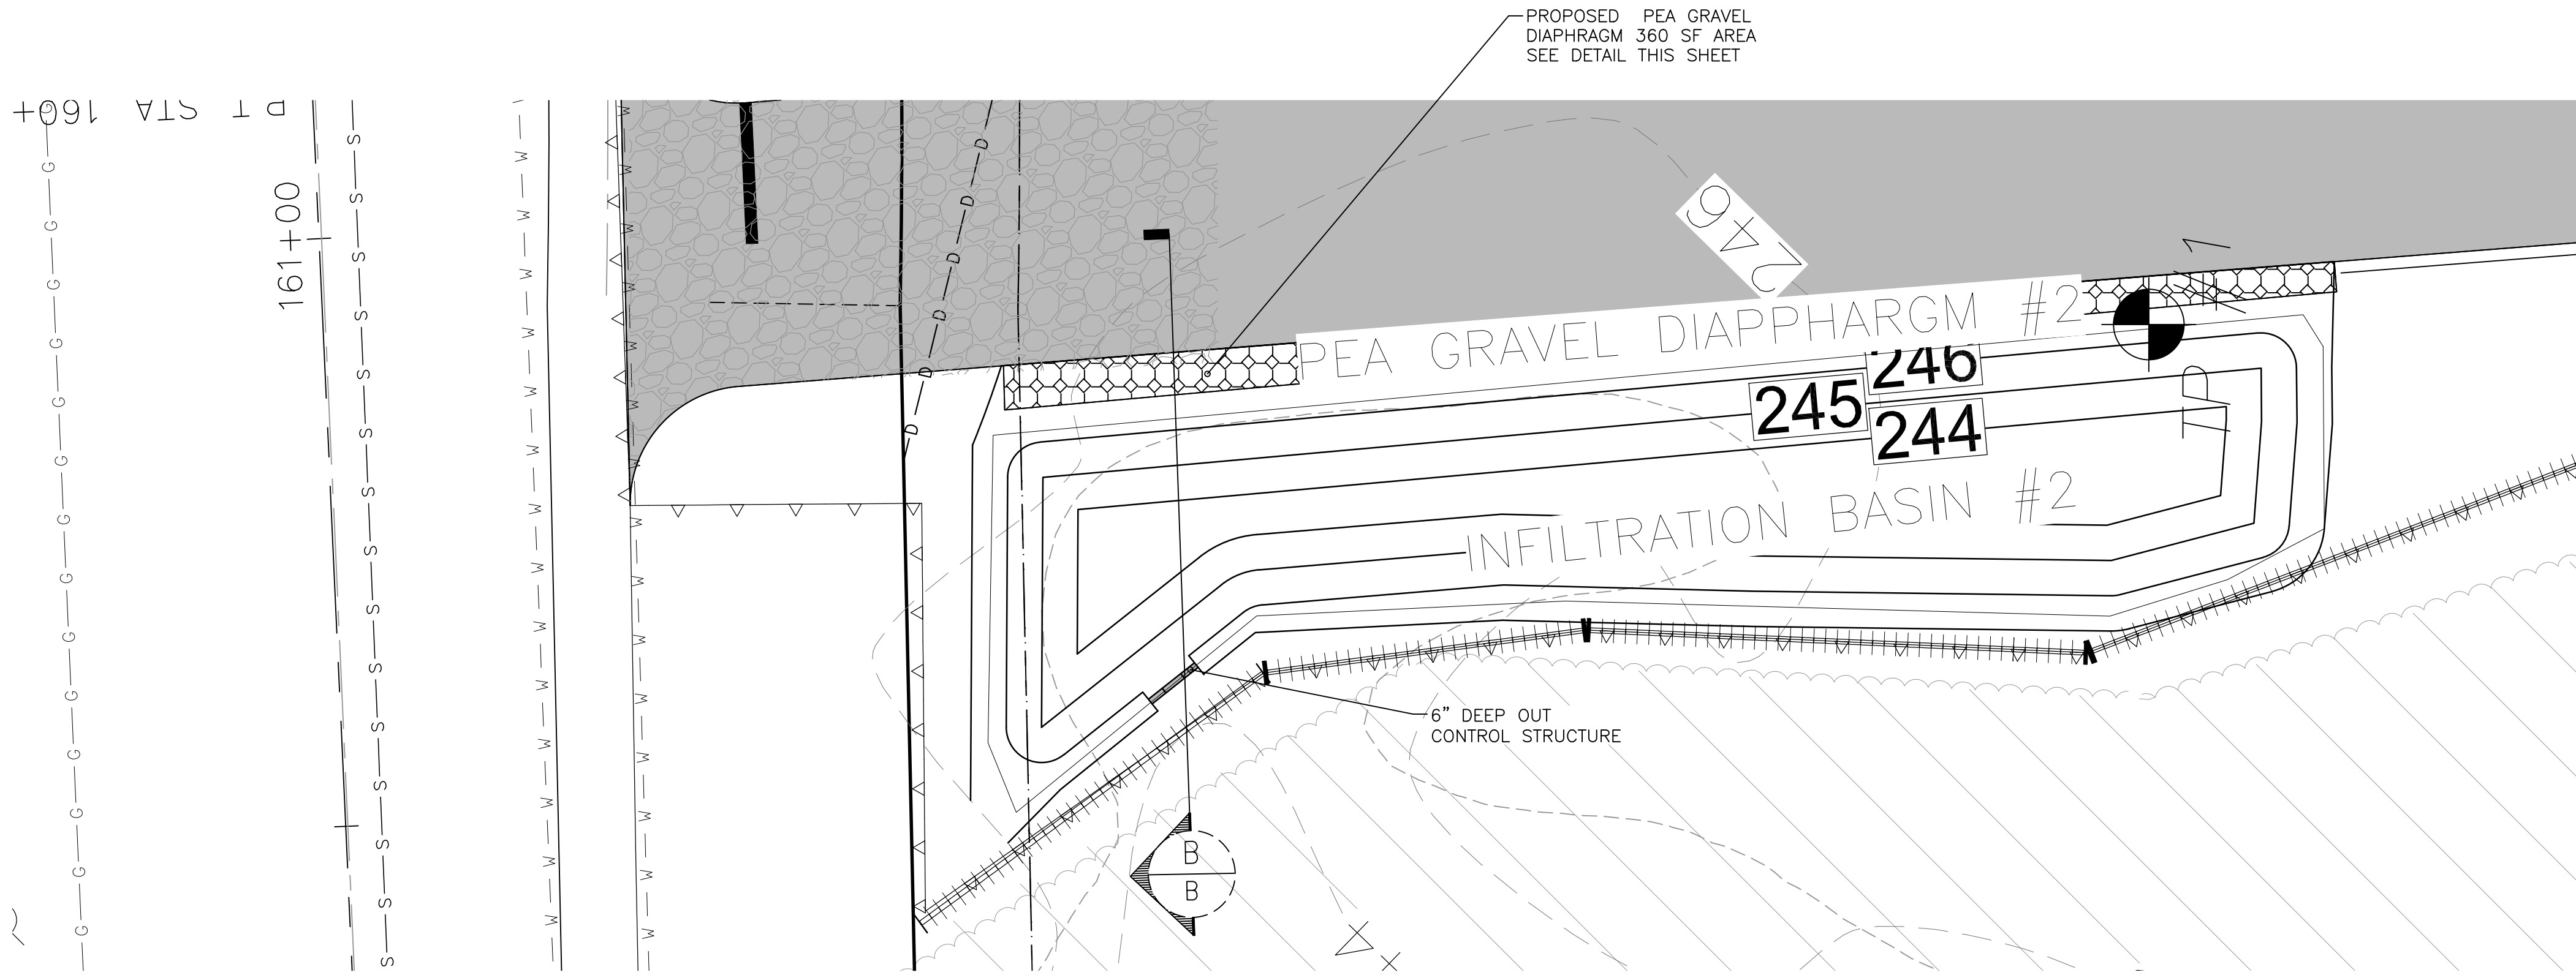 PROPOSED PEA GRAVEL
DIAPHRAGM 360 SF AREA
SEE DETAIL THIS SHEET
PT STA 160+
161+00
246
PEA GRAVEL DIAPPHARGM #2
246
245
244
INFILTRATION BASIN #2
6" DEEP OUT
CONTROL STRUCTURE
B
B
G G G G G G G G G G G G G G G
S S S S S S S S S S S S S S S
W W W W W W W W W W W W W W
D D D D D D